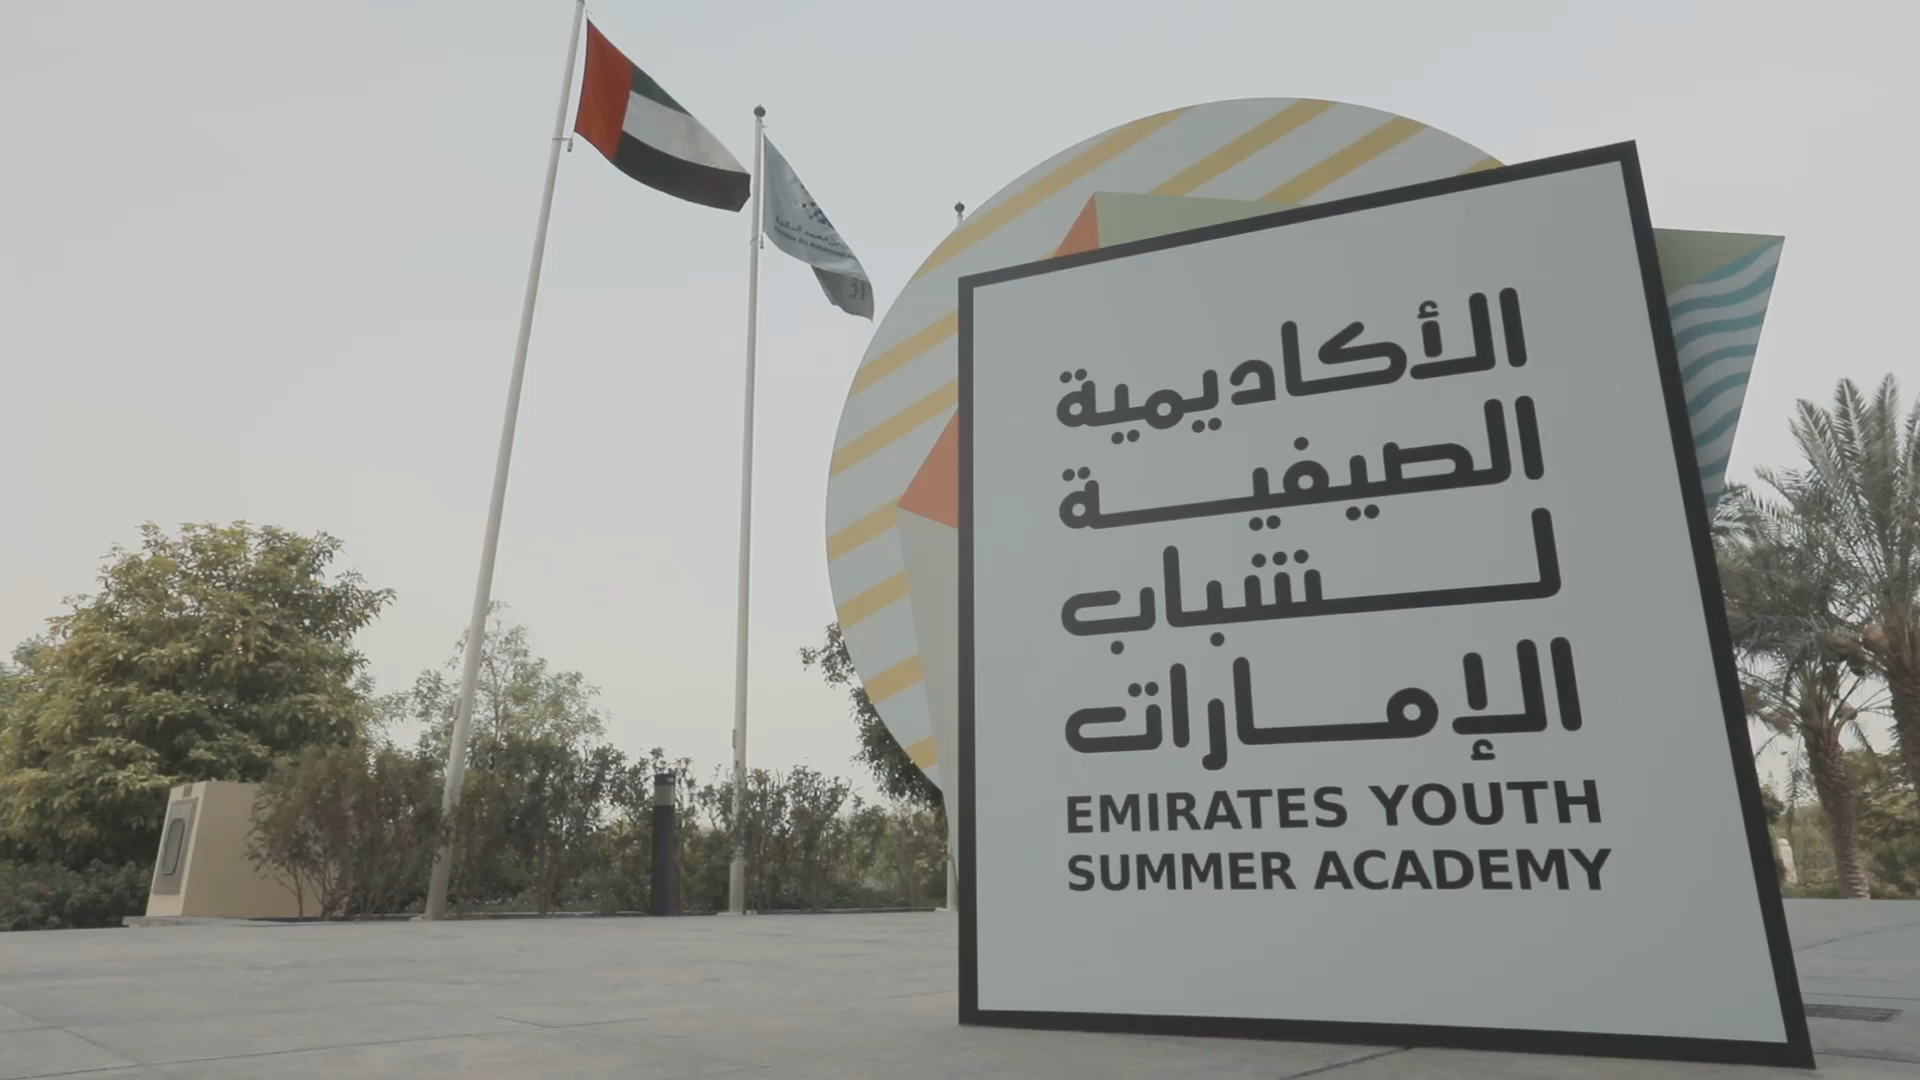 الأكاديمية
الصيفية
لشباب
الإمارات
EMIRATES YOUTH
SUMMER ACADEMY